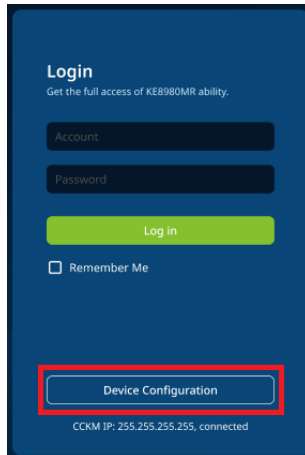 Login
Get the full access of KE8980MR ability.
Account
Password
Log in
Remember Me
Device Configuration
CCKM IP: 255.255.255.255, connected